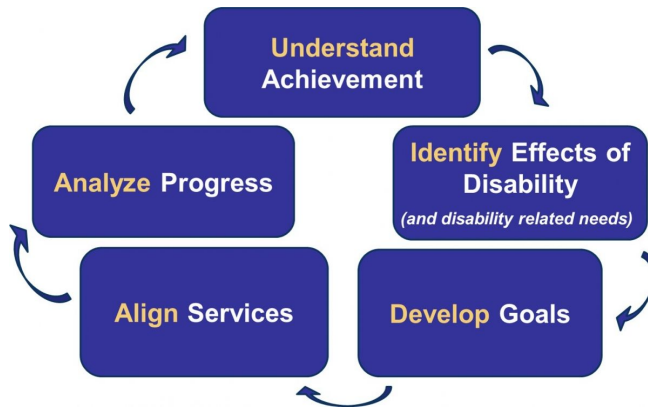 Understand
Achievement
Identify Effects of
Disability
(and disability related needs)
Develop Goals
Align Services
Analyze Progress